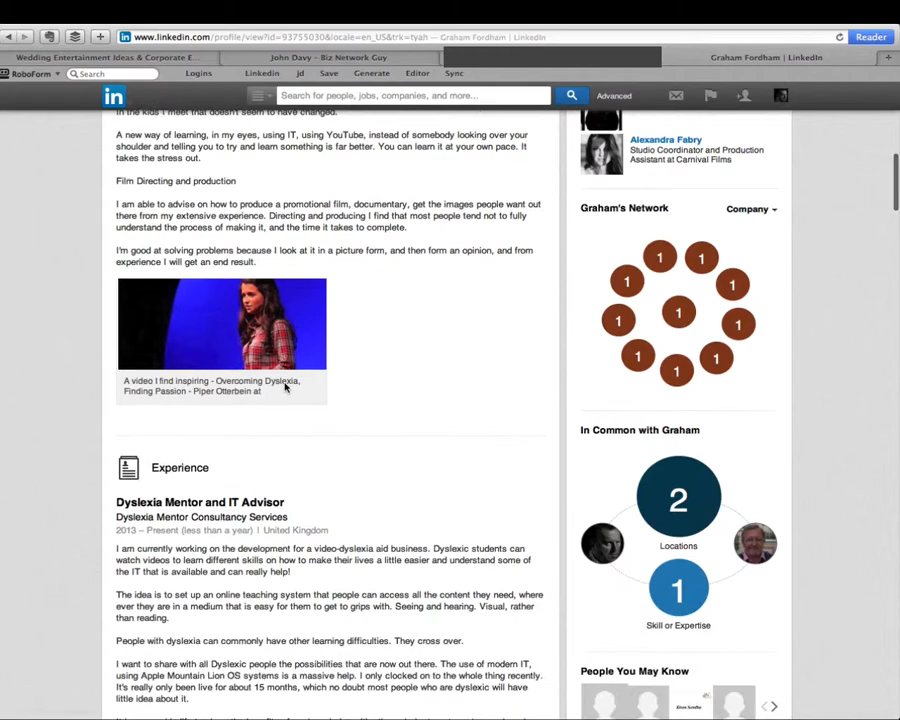 www.linkedin.com/profile/view?id=93755030&locale=en_US&trk=tyah — Graham Fordham | LinkedIn
Reader
Wedding Entertainment Ideas & Corporate E...
John Davy – Biz Network Guy
Graham Fordham | LinkedIn
RoboForm
Search
Logins
Linkedin
jd
Save
Generate
Editor
Sync
in
Search for people, jobs, companies, and more...
Advanced
in the kids I meet that doesn't seem to have changed.
A new way of learning, in my eyes, using IT, using YouTube, instead of somebody looking over your
shoulder and telling you to try and learn something is far better. You can learn it at your own pace. It
takes the stress out.
Film Directing and production
I am able to advise on how to produce a promotional film, documentary, get the images people want out
there from my extensive experience. Directing and producing I find that most people tend not to fully
understand the process of making it, and the time it takes to complete.
I'm good at solving problems because I look at it in a picture form, and then form an opinion, and from
experience I will get an end result.
A video I find inspiring - Overcoming Dyslexia,
Finding Passion - Piper Otterbein at
Experience
Dyslexia Mentor and IT Advisor
Dyslexia Mentor Consultancy Services
2013 – Present (less than a year) | United Kingdom
I am currently working on the development for a video-dyslexia aid business. Dyslexic students can
watch videos to learn different skills on how to make their lives a little easier and understand some of
the IT that is available and can really help!
The idea is to set up an online teaching system that people can access all the content they need, where
ever they are in a medium that is easy for them to get to grips with. Seeing and hearing. Visual, rather
than reading.
People with dyslexia can commonly have other learning difficulties. They cross over.
I want to share with all Dyslexic people the possibilities that are now out there. The use of modern IT,
using Apple Mountain Lion OS systems is a massive help. I only clocked on to the whole thing recently.
It's really only been live for about 15 months, which no doubt most people who are dyslexic will have
little idea about it.
Alexandra Fabry
Studio Coordinator and Production
Assistant at Carnival Films
Graham's Network
Company
1
1
1
1
1
1
1
1
1
1
In Common with Graham
2
Locations
1
Skill or Expertise
People You May Know